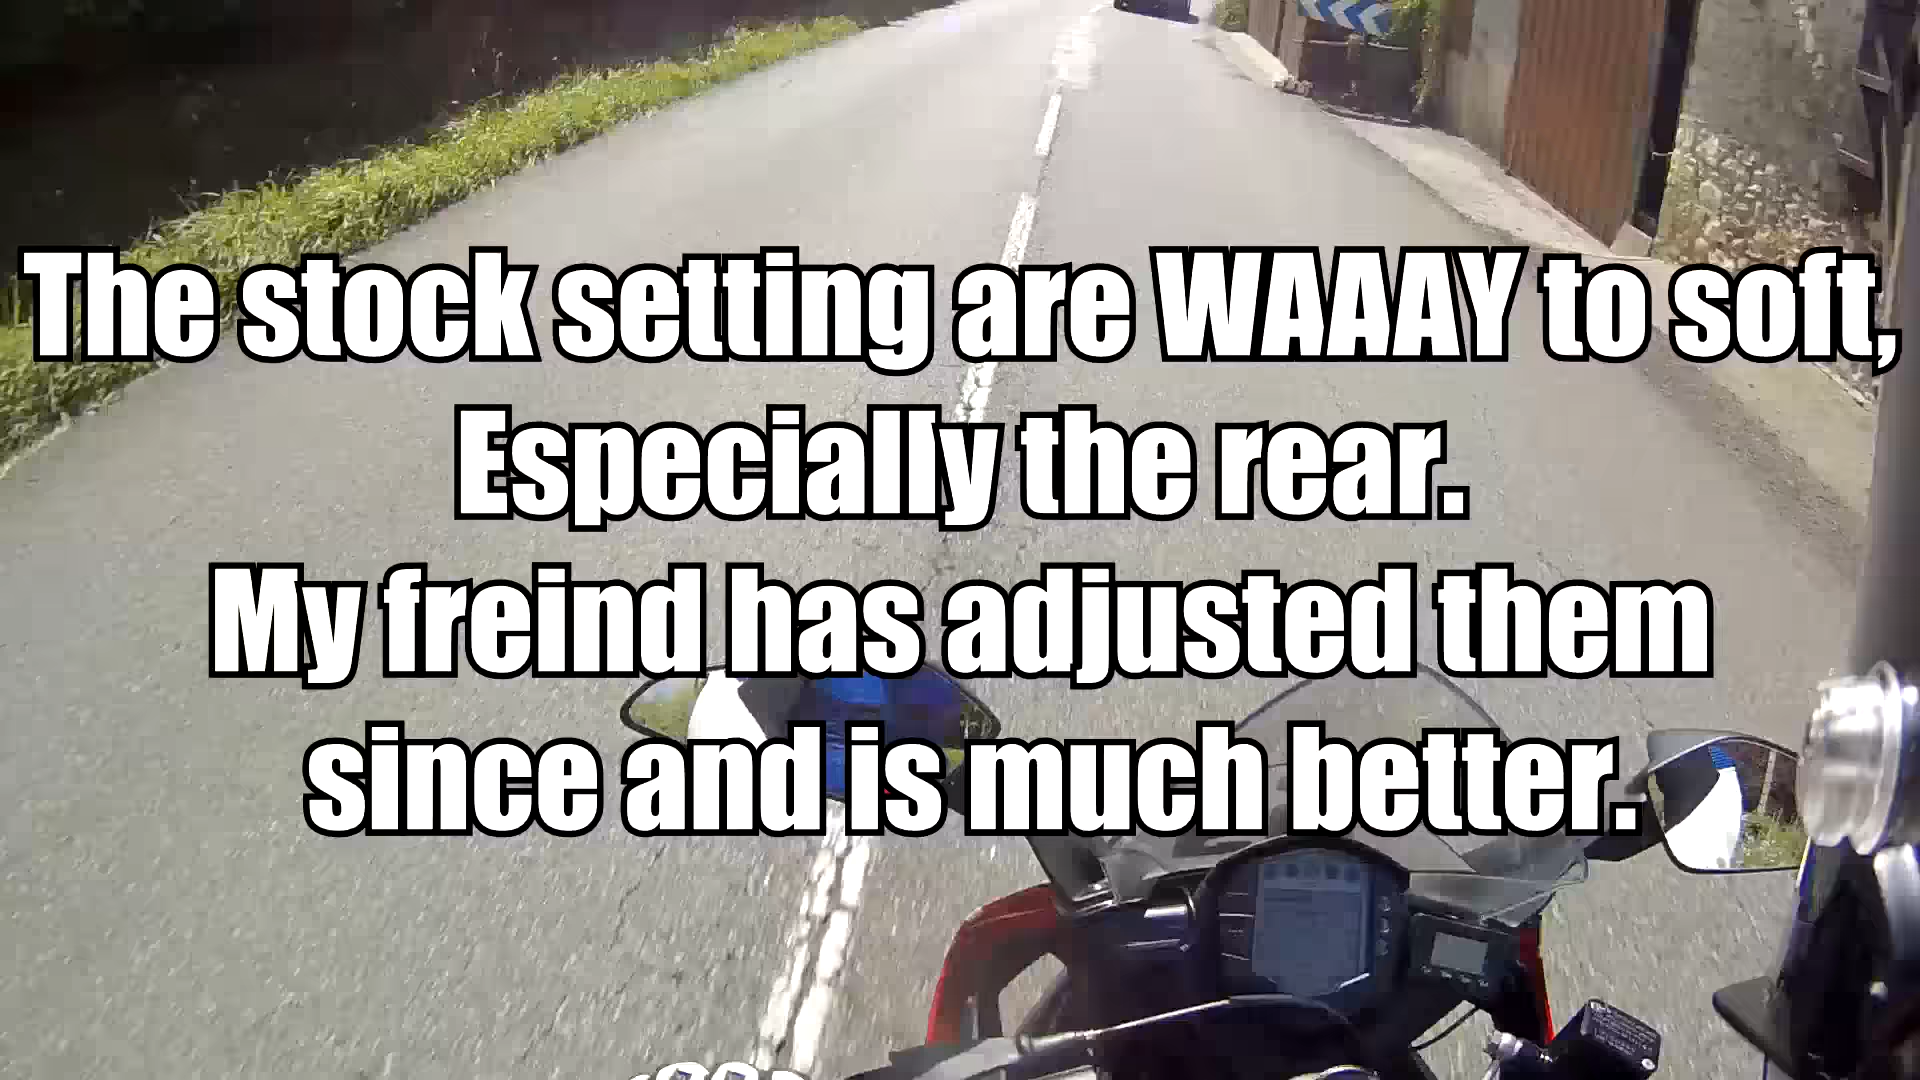 The stock setting are WAAAY to soft,
Especially the rear.
My freind has adjusted them
since and is much better.